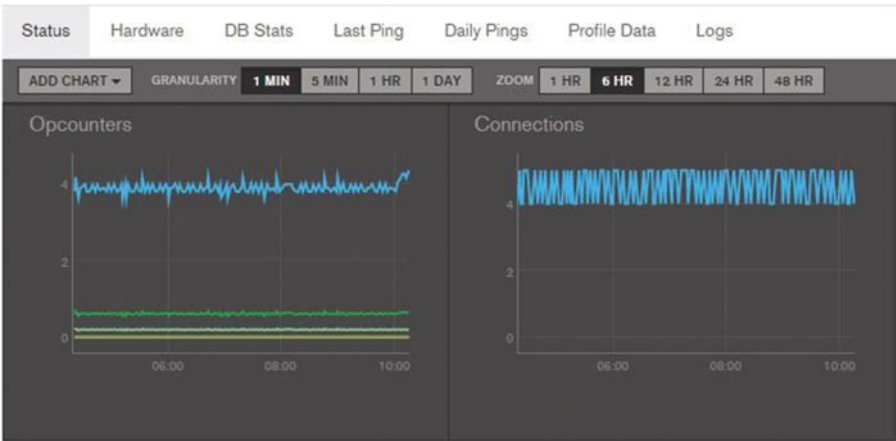 Status Hardware DB Stats Last Ping Daily Pings Profile Data Logs
ADD CHART GRANULARITY 1 MIN 5 MIN 1 HR 1 DAY ZOOM 1 HR 6 HR 12 HR 24 HR 48 HR
Opcounters
4
2
0
06:00 08:00 10:00
Connections
4
2
0
06:00 08:00 10:00